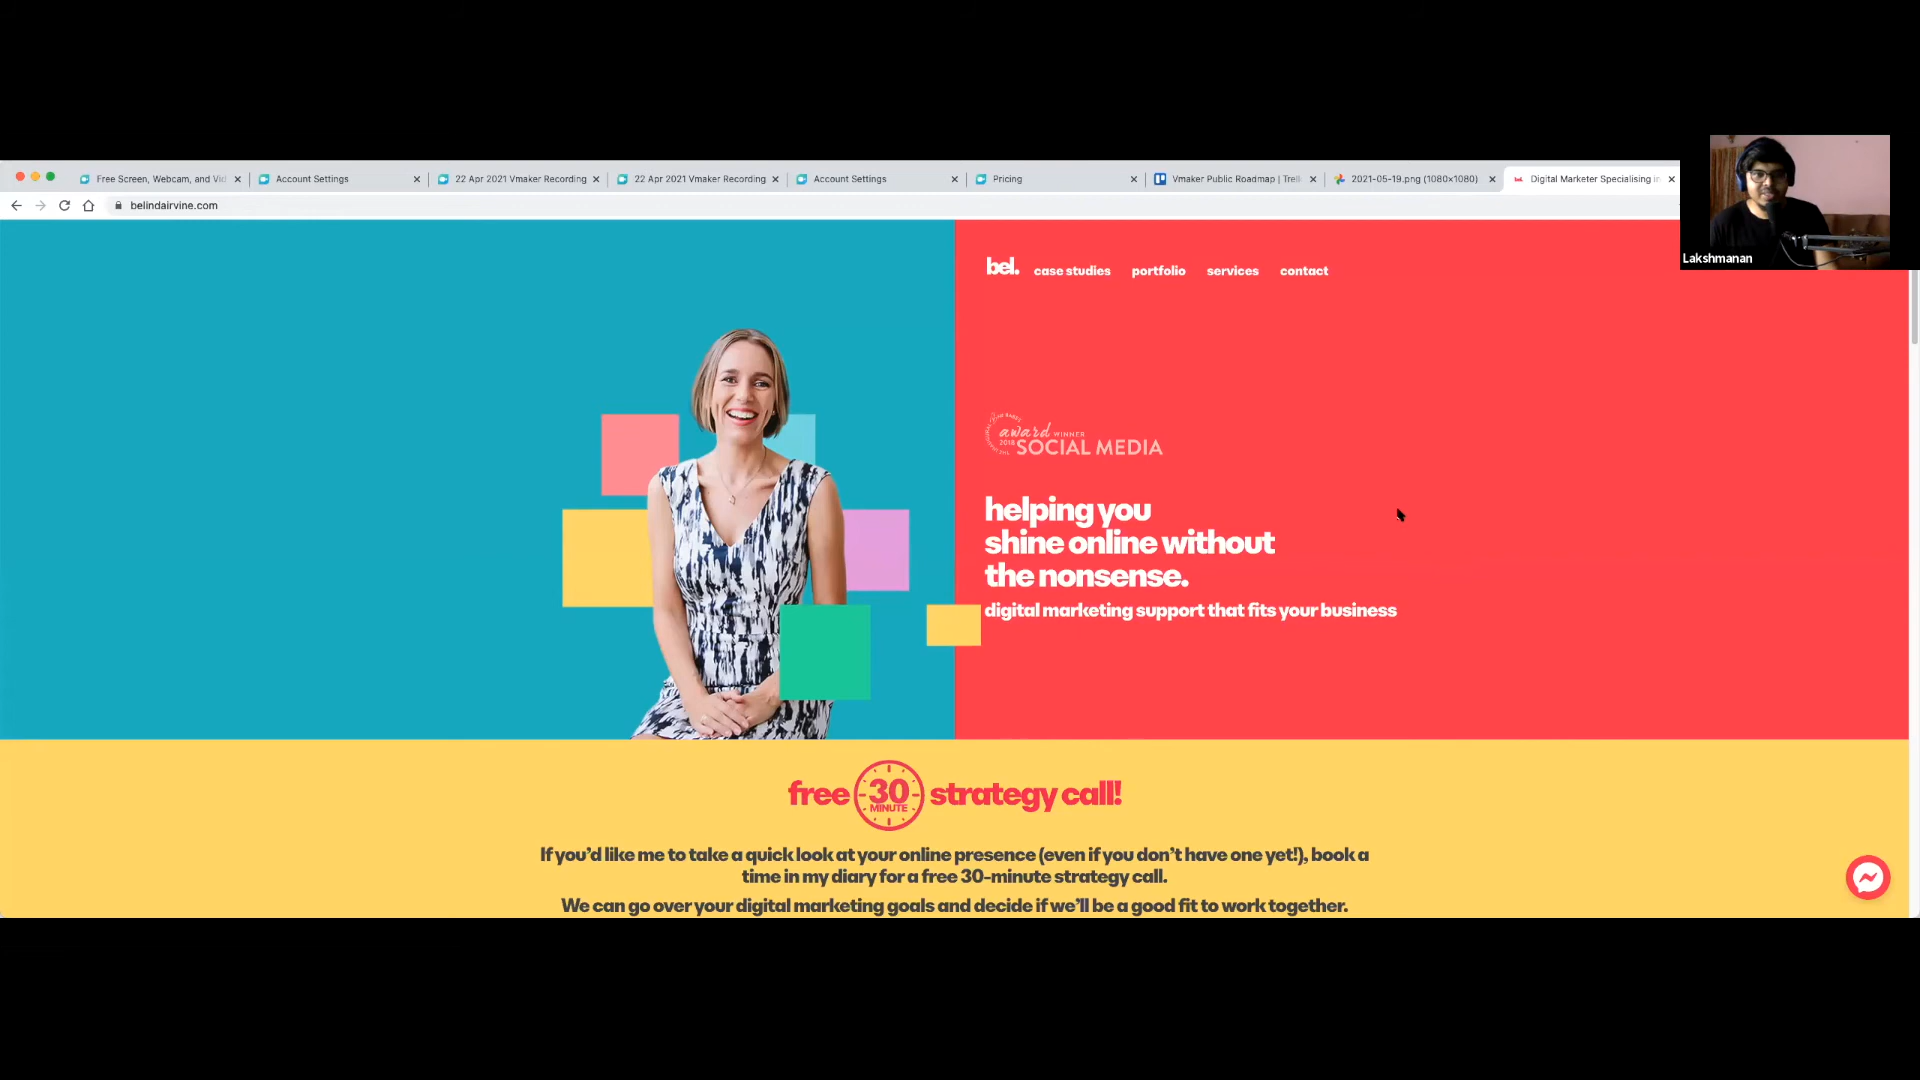 Free Screen, Webcam, and Vid
Account Settings
22 Apr 2021 Vmaker Recording
22 Apr 2021 Vmaker Recording
Account Settings
Pricing
Vmaker Public Roadmap | Trell
2021-05-19.png (1080×1080)
Digital Marketer Specialising in
belindairvine.com
Lakshmanan
bel.
case studies
portfolio
services
contact
award WINNER
2018 SOCIAL MEDIA
helping you
shine online without
the nonsense.
digital marketing support that fits your business
free 30 MINUTE strategy call!
If you’d like me to take a quick look at your online presence (even if you don’t have one yet!), book a
time in my diary for a free 30-minute strategy call.
We can go over your digital marketing goals and decide if we’ll be a good fit to work together.